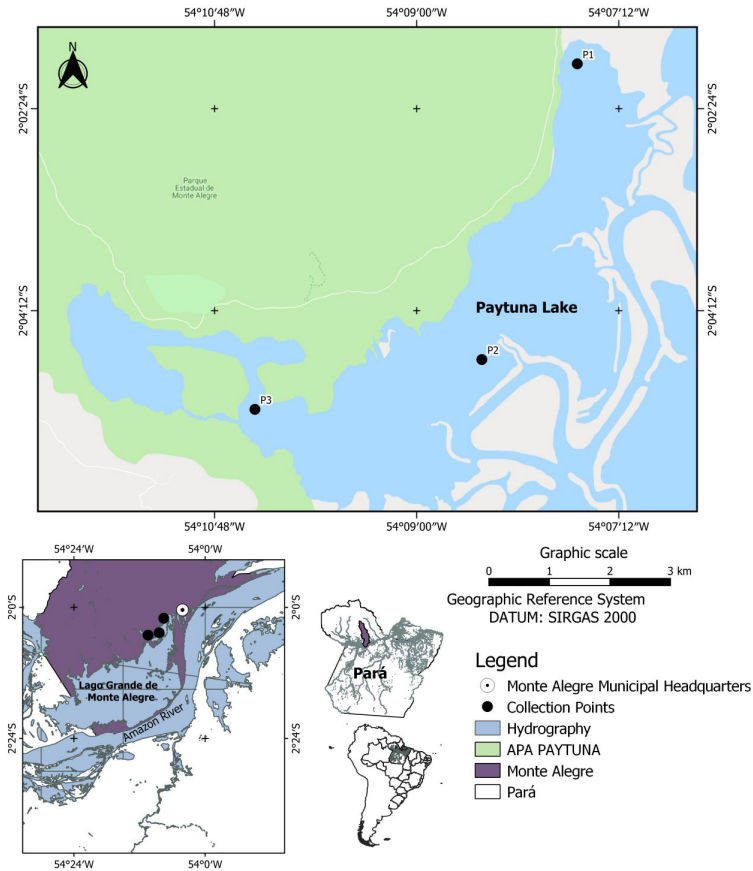 54°10'48"W 54°09'00"W 54°07'12"W
N
P1
2°02'24"S 2°02'24"S
Parque
Estadual de
Monte Alegre
2°04'12"S 2°04'12"S
Paytuna Lake
P2
P3
54°10'48"W 54°09'00"W 54°07'12"W
54°24'W 54°0'W
2°0'S 2°0'S
Lago Grande de
Monte Alegre
Amazon River
2°24'S 2°24'S
54°24'W 54°0'W
Pará
Graphic scale
0 1 2 3 km
Geographic Reference System
DATUM: SIRGAS 2000
Legend
Monte Alegre Municipal Headquarters
Collection Points
Hydrography
APA PAYTUNA
Monte Alegre
Pará